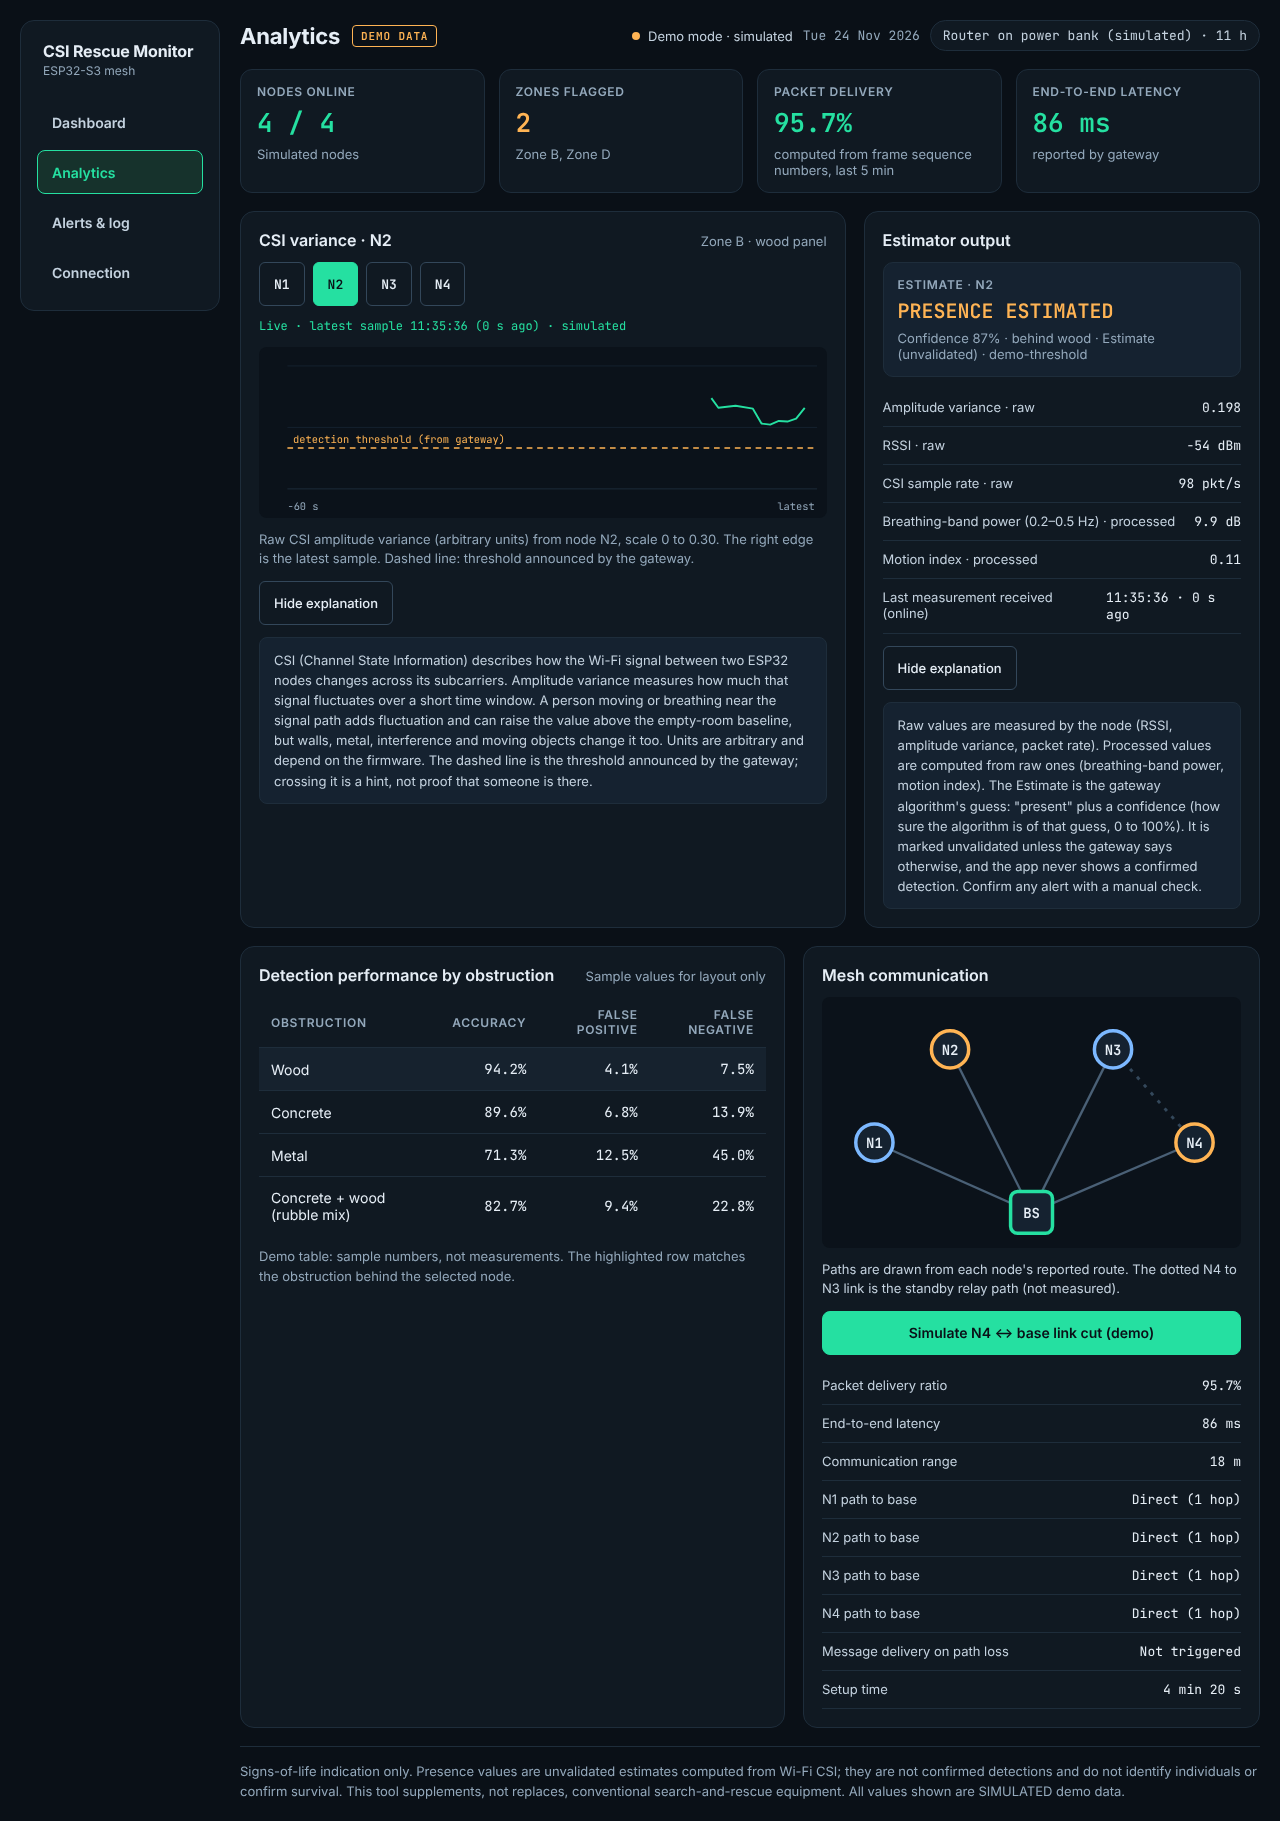 CSI Rescue Monitor
ESP32-S3 mesh
Dashboard
Analytics
Alerts & log
Connection
Analytics
DEMO DATA
Demo mode · simulated
Tue 24 Nov 2026
Router on power bank (simulated) · 11 h
NODES ONLINE
4 / 4
Simulated nodes
ZONES FLAGGED
2
Zone B, Zone D
PACKET DELIVERY
95.7%
computed from frame sequence
numbers, last 5 min
END-TO-END LATENCY
86 ms
reported by gateway
CSI variance · N2
Zone B · wood panel
N1
N2
N3
N4
Live · latest sample 11:35:36 (0 s ago) · simulated
detection threshold (from gateway)
-60 s
latest
Raw CSI amplitude variance (arbitrary units) from node N2, scale 0 to 0.30. The right edge
is the latest sample. Dashed line: threshold announced by the gateway.
Hide explanation
CSI (Channel State Information) describes how the Wi-Fi signal between two ESP32
nodes changes across its subcarriers. Amplitude variance measures how much that
signal fluctuates over a short time window. A person moving or breathing near the
signal path adds fluctuation and can raise the value above the empty-room baseline,
but walls, metal, interference and moving objects change it too. Units are arbitrary and
depend on the firmware. The dashed line is the threshold announced by the gateway;
crossing it is a hint, not proof that someone is there.
Estimator output
ESTIMATE · N2
PRESENCE ESTIMATED
Confidence 87% · behind wood · Estimate
(unvalidated) · demo-threshold
Amplitude variance · raw
0.198
RSSI · raw
-54 dBm
CSI sample rate · raw
98 pkt/s
Breathing-band power (0.2–0.5 Hz) · processed
9.9 dB
Motion index · processed
0.11
Last measurement received
(online)
11:35:36 · 0 s
ago
Hide explanation
Raw values are measured by the node (RSSI,
amplitude variance, packet rate). Processed values
are computed from raw ones (breathing-band power,
motion index). The Estimate is the gateway
algorithm's guess: "present" plus a confidence (how
sure the algorithm is of that guess, 0 to 100%). It is
marked unvalidated unless the gateway says
otherwise, and the app never shows a confirmed
detection. Confirm any alert with a manual check.
Detection performance by obstruction
Sample values for layout only
OBSTRUCTION
ACCURACY
FALSE
POSITIVE
FALSE
NEGATIVE
Wood
94.2%
4.1%
7.5%
Concrete
89.6%
6.8%
13.9%
Metal
71.3%
12.5%
45.0%
Concrete + wood
(rubble mix)
82.7%
9.4%
22.8%
Demo table: sample numbers, not measurements. The highlighted row matches
the obstruction behind the selected node.
Mesh communication
N2
N3
N1
N4
BS
Paths are drawn from each node's reported route. The dotted N4 to
N3 link is the standby relay path (not measured).
Simulate N4 ↔ base link cut (demo)
Packet delivery ratio
95.7%
End-to-end latency
86 ms
Communication range
18 m
N1 path to base
Direct (1 hop)
N2 path to base
Direct (1 hop)
N3 path to base
Direct (1 hop)
N4 path to base
Direct (1 hop)
Message delivery on path loss
Not triggered
Setup time
4 min 20 s
Signs-of-life indication only. Presence values are unvalidated estimates computed from Wi-Fi CSI; they are not confirmed detections and do not identify individuals or
confirm survival. This tool supplements, not replaces, conventional search-and-rescue equipment. All values shown are SIMULATED demo data.